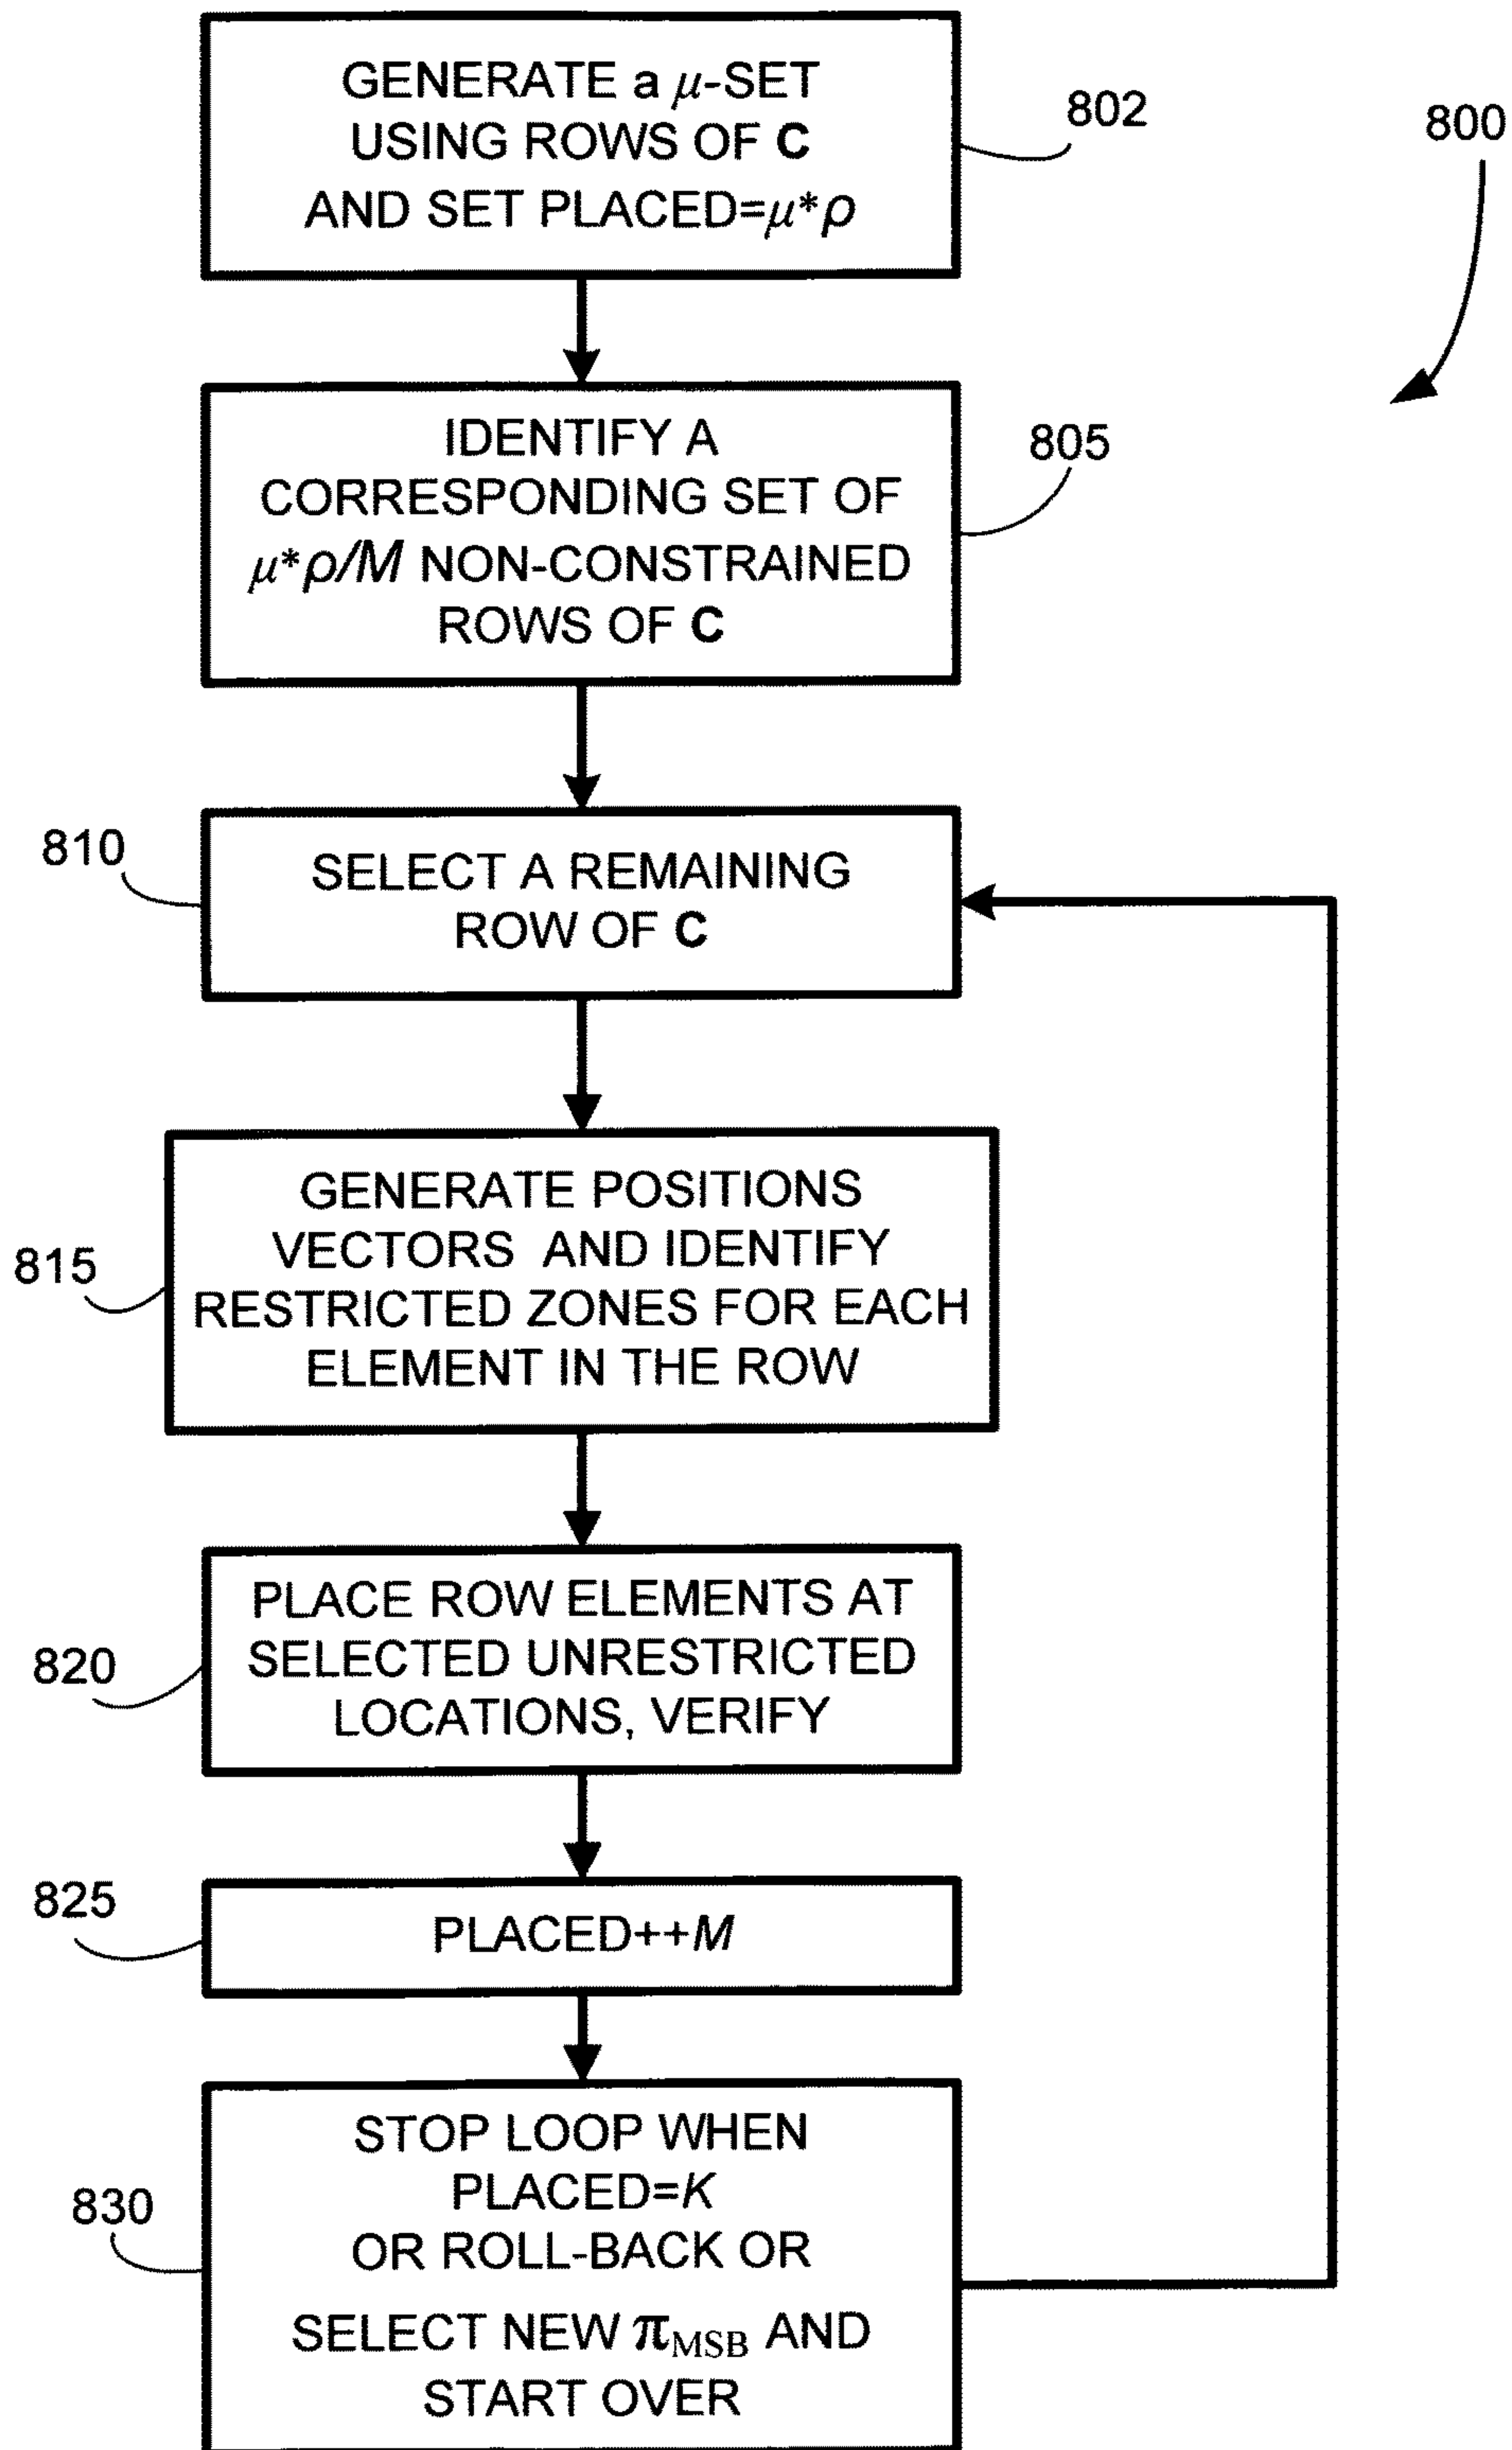 GENERATE a μ-SET
USING ROWS OF C
AND SET PLACED=μ*ρ
802
800
IDENTIFY A
CORRESPONDING SET OF
μ*ρ/M NON-CONSTRAINED
ROWS OF C
805
810
SELECT A REMAINING
ROW OF C
815
GENERATE POSITIONS
VECTORS AND IDENTIFY
RESTRICTED ZONES FOR EACH
ELEMENT IN THE ROW
820
PLACE ROW ELEMENTS AT
SELECTED UNRESTRICTED
LOCATIONS, VERIFY
825
PLACED++M
830
STOP LOOP WHEN
PLACED=K
OR ROLL-BACK OR
SELECT NEW π_MSB AND
START OVER